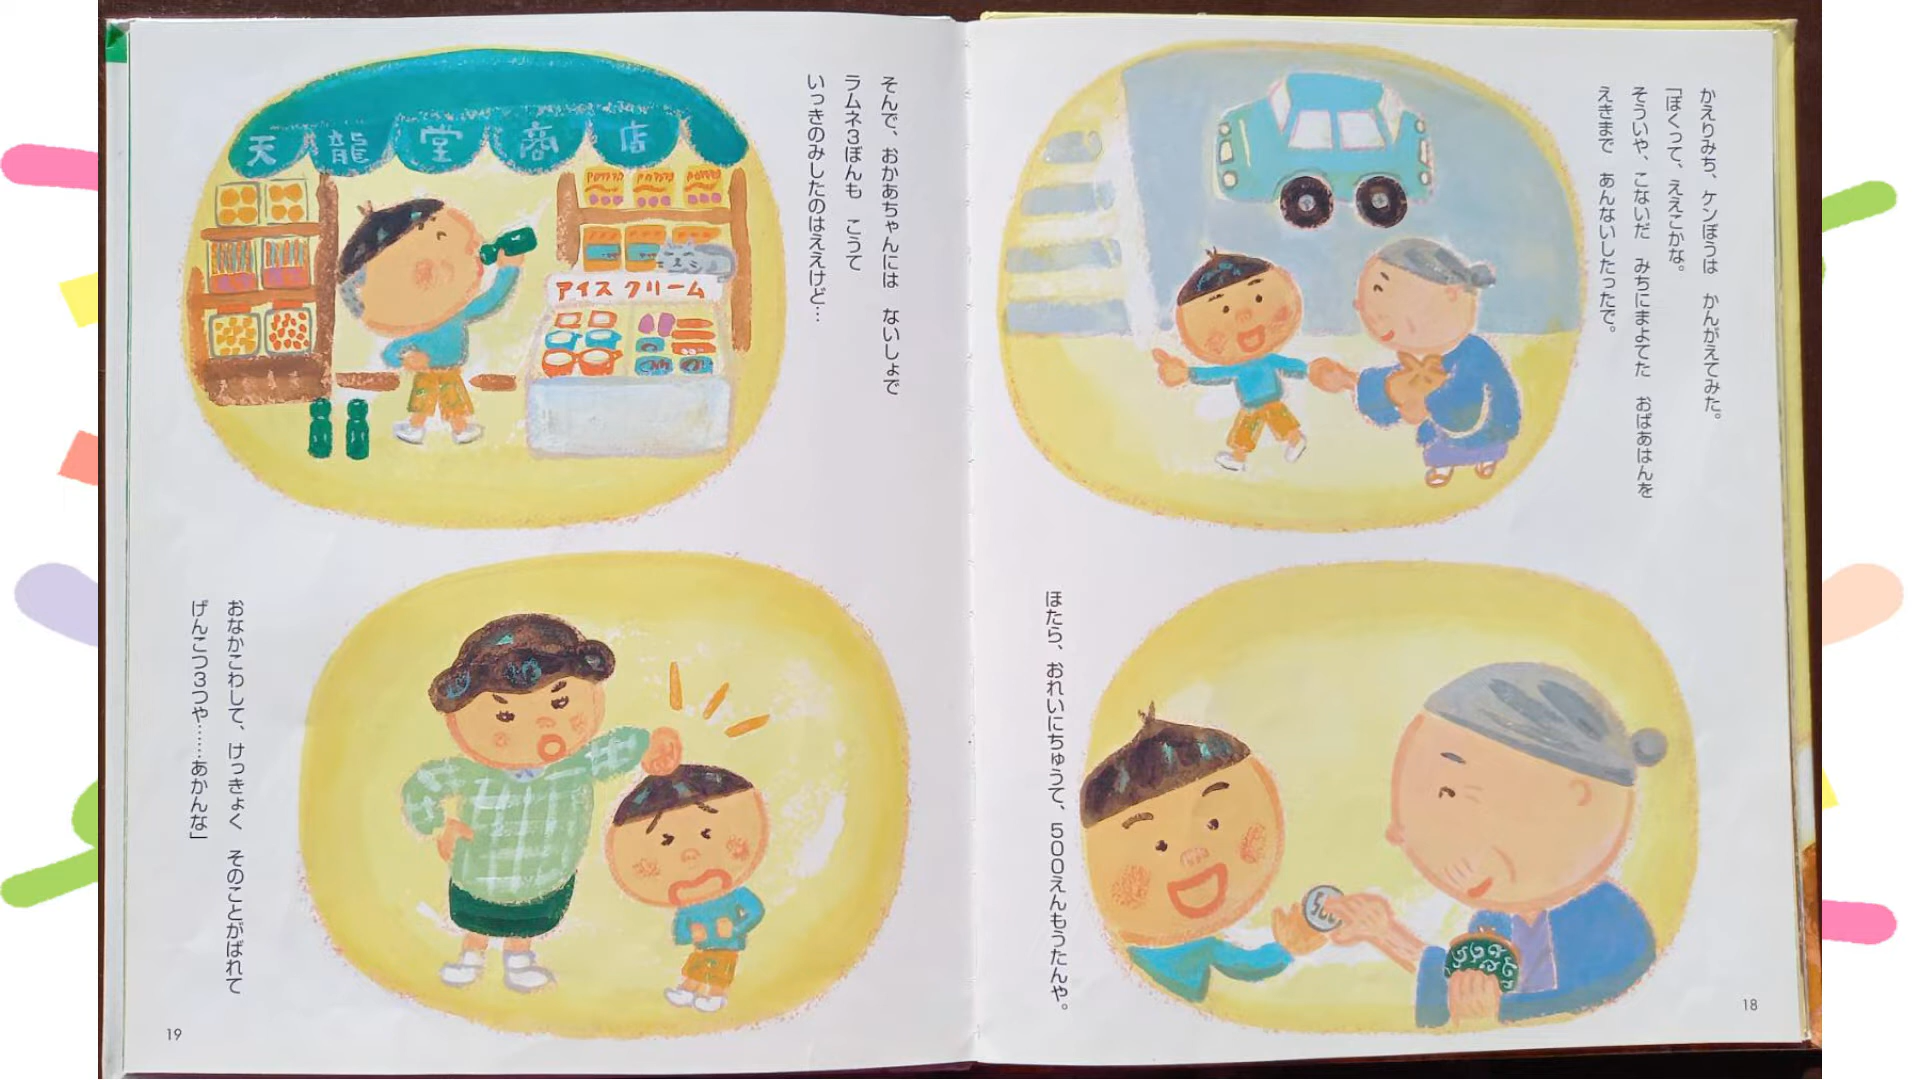 かえりみち、ケンぼうは　かんがえてみた。
「ぼくって、ええこかな。
そういや、こないだ　みちにまよてた　おばあはんを
えきまで　あんないしたったで。
ほたら、おれいにちゅうて、500えんもうたんや。
500
18
そんで、おかあちゃんには　ないしょで
ラムネ3ぼんも　こうて
いっきのみしたのはええけど…
天龍堂商店
アイスクリーム
おなかこわして、けっきょく　そのことがばれて
げんこつ3つや……あかんな」
19